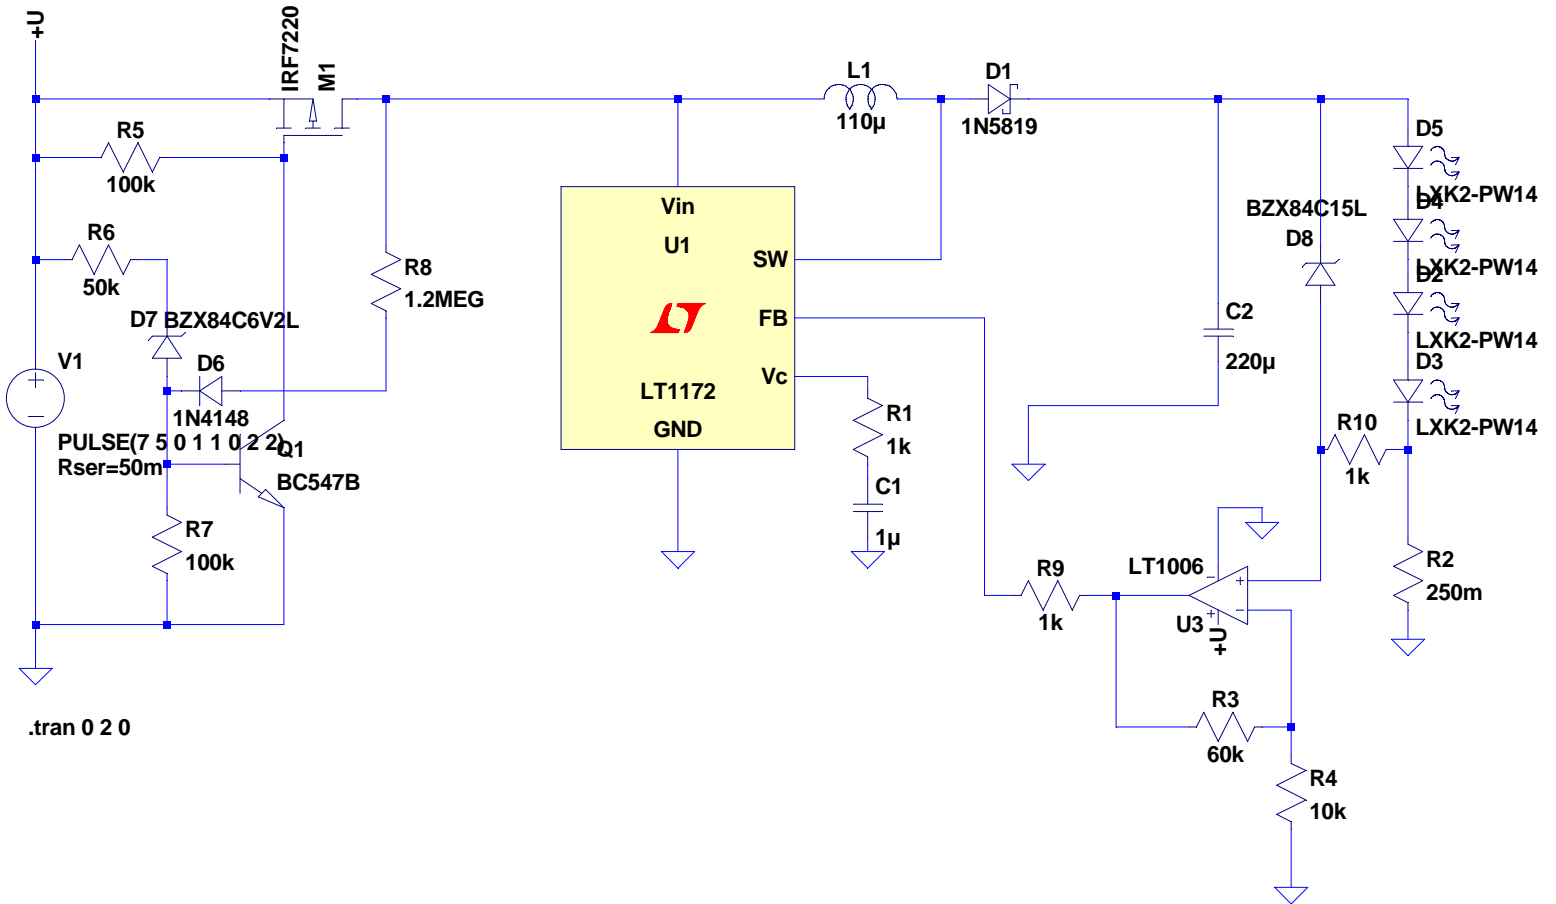 +U
IRF7220
M1
L1
110µ
D1
1N5819
R5
100k
R6
50k
D7
BZX84C6V2L
D6
1N4148
V1
PULSE(7 5 0 1 1 0 2 2)
Rser=50m
Q1
BC547B
R7
100k
R8
1.2MEG
Vin
U1
SW
FB
Vc
LT1172
GND
R1
1k
C1
1µ
C2
220µ
BZX84C15L
D8
D5
LXK2-PW14
D4
LXK2-PW14
D2
LXK2-PW14
D3
LXK2-PW14
R10
1k
R2
250m
LT1006
U3
+U
R9
1k
R3
60k
R4
10k
.tran 0 2 0